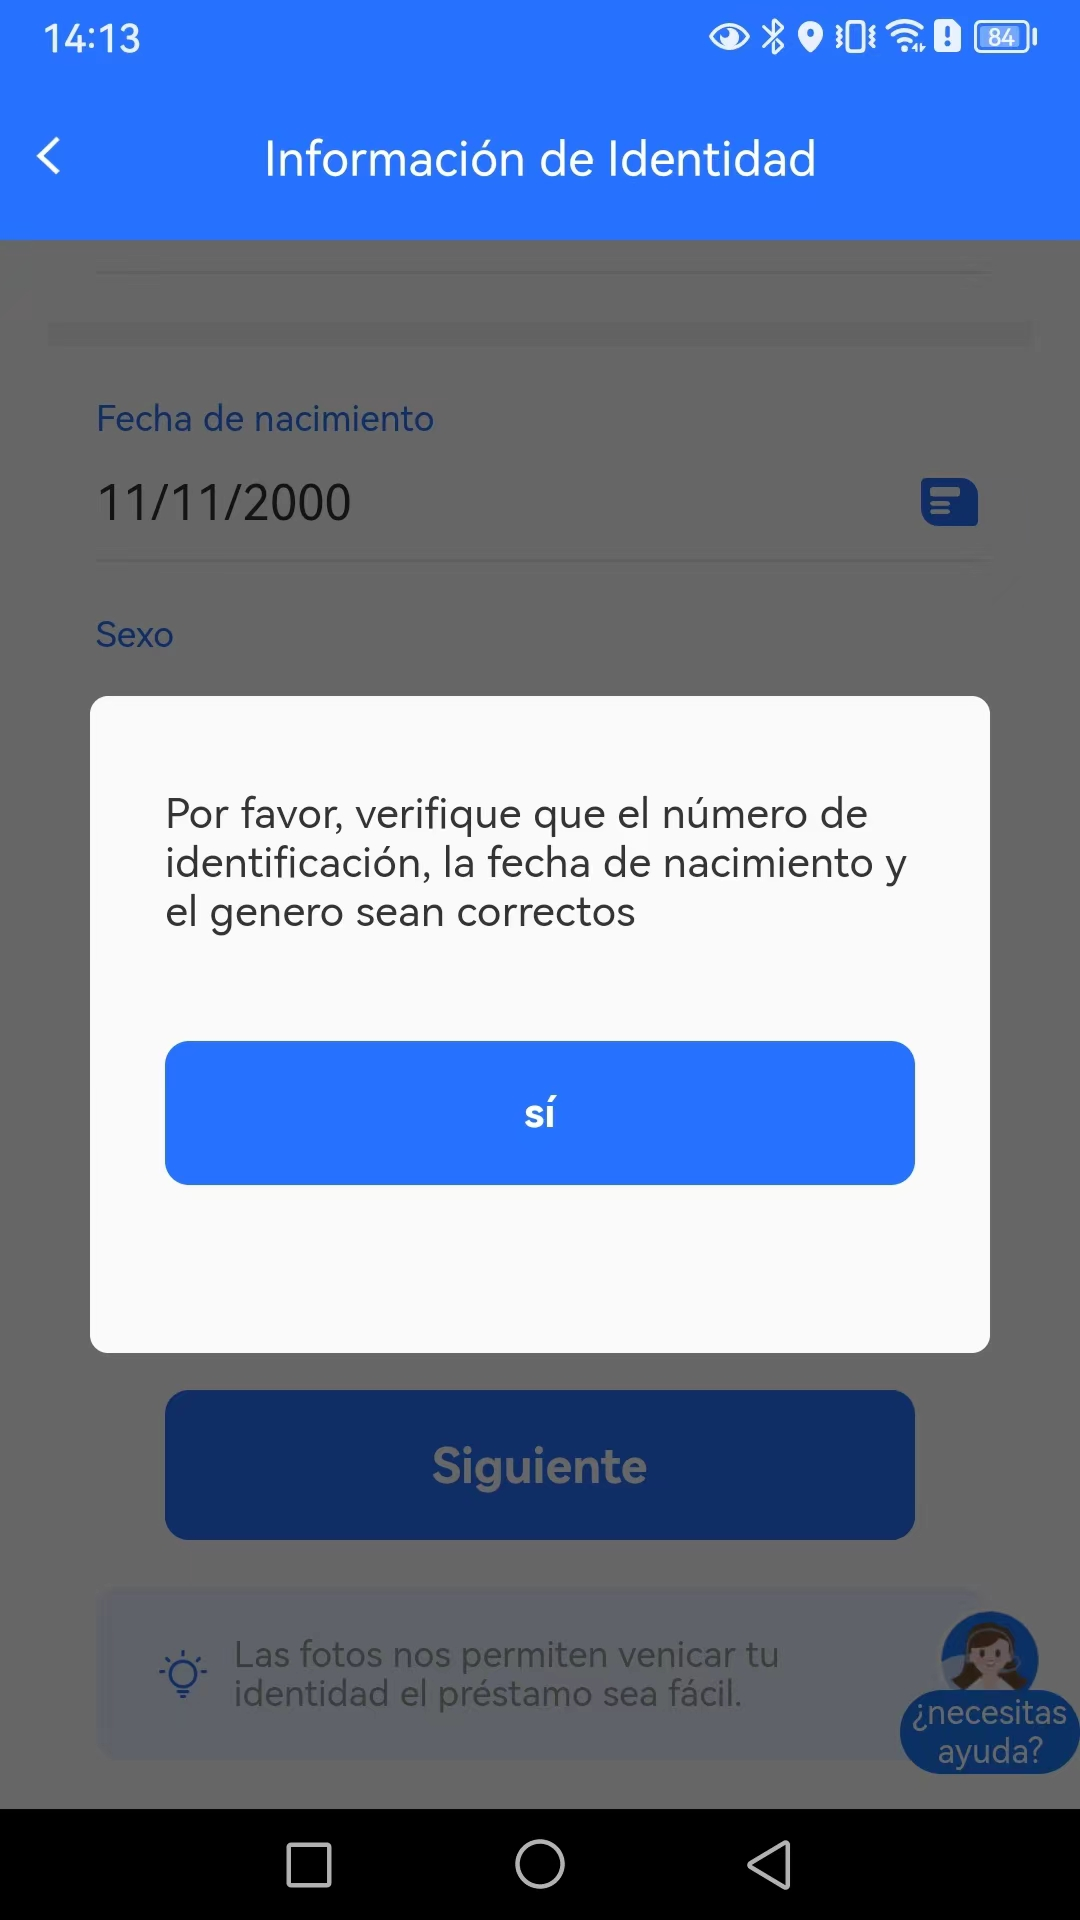 14:13
84
Información de Identidad
Fecha de nacimiento
11/11/2000
Sexo
Por favor, verifique que el número de
identificación, la fecha de nacimiento y
el genero sean correctos
sí
Siguiente
Las fotos nos permiten venicar tu
identidad el préstamo sea fácil.
¿necesitas
ayuda?